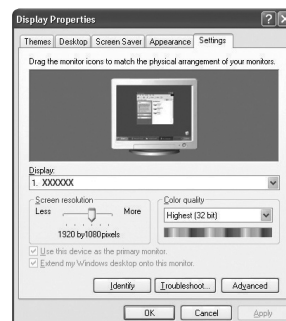 Display Properties
Themes Desktop Screen Saver Appearance Settings
Drag the monitor icons to match the physical arrangement of your monitors.
Display:
1. XXXXXX
Screen resolution
Less More
1920 by1080pixels
Color quality
Highest (32 bit)
Use this device as the primary monitor.
Extend my Windows desktop onto this monitor.
Identify Troubleshoot... Advanced
OK Cancel Apply